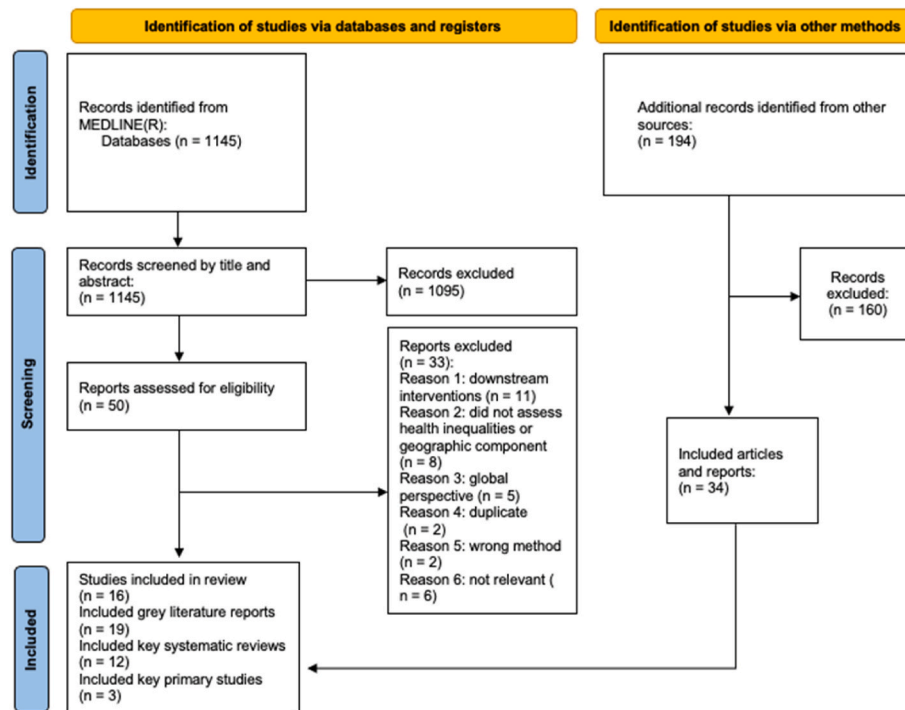 Identification of studies via databases and registers
Identification of studies via other methods
Identification
Records identified from
MEDLINE(R):
Databases (n = 1145)
Additional records identified from other
sources:
(n = 194)
Screening
Records screened by title and
abstract:
(n = 1145)
Records excluded
(n = 1095)
Records
excluded:
(n = 160)
Reports assessed for eligibility
(n = 50)
Reports excluded
(n = 33):
Reason 1: downstream
interventions (n = 11)
Reason 2: did not assess
health inequalities or
geographic component
(n = 8)
Reason 3: global
perspective (n = 5)
Reason 4: duplicate
(n = 2)
Reason 5: wrong method
(n = 2)
Reason 6: not relevant (
n = 6)
Included articles
and reports:
(n = 34)
Included
Studies included in review
(n = 16)
Included grey literature reports
(n = 19)
Included key systematic reviews
(n = 12)
Included key primary studies
(n = 3)